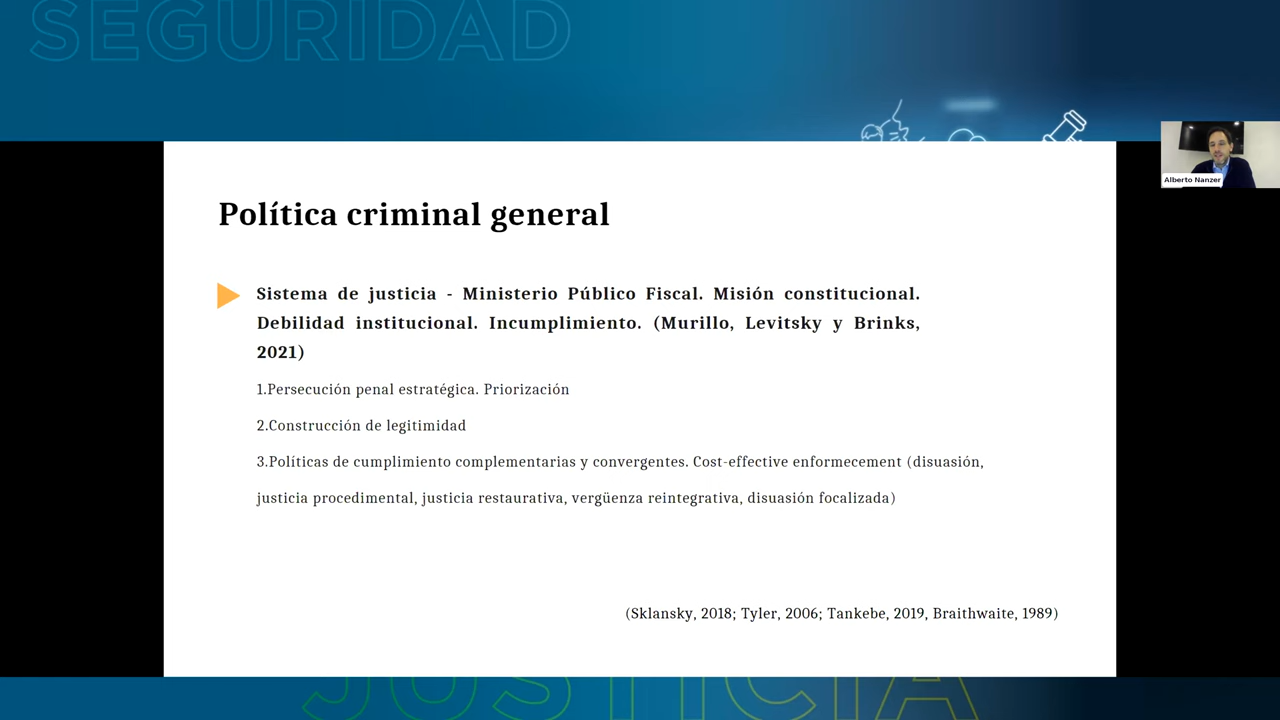 SEGURIDAD
Alberto Nanzer
Política criminal general
Sistema de justicia - Ministerio Público Fiscal. Misión constitucional.
Debilidad institucional. Incumplimiento. (Murillo, Levitsky y Brinks,
2021)
1.Persecución penal estratégica. Priorización
2.Construcción de legitimidad
3.Políticas de cumplimiento complementarias y convergentes. Cost-effective enformecement (disuasión,
justicia procedimental, justicia restaurativa, vergüenza reintegrativa, disuasión focalizada)
(Sklansky, 2018; Tyler, 2006; Tankebe, 2019, Braithwaite, 1989)
JUSTICIA